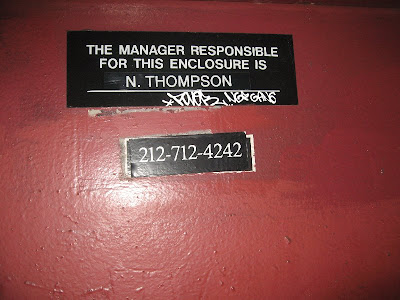 THE MANAGER RESPONSIBLE
FOR THIS ENCLOSURE IS
N. THOMPSON
212-712-4242